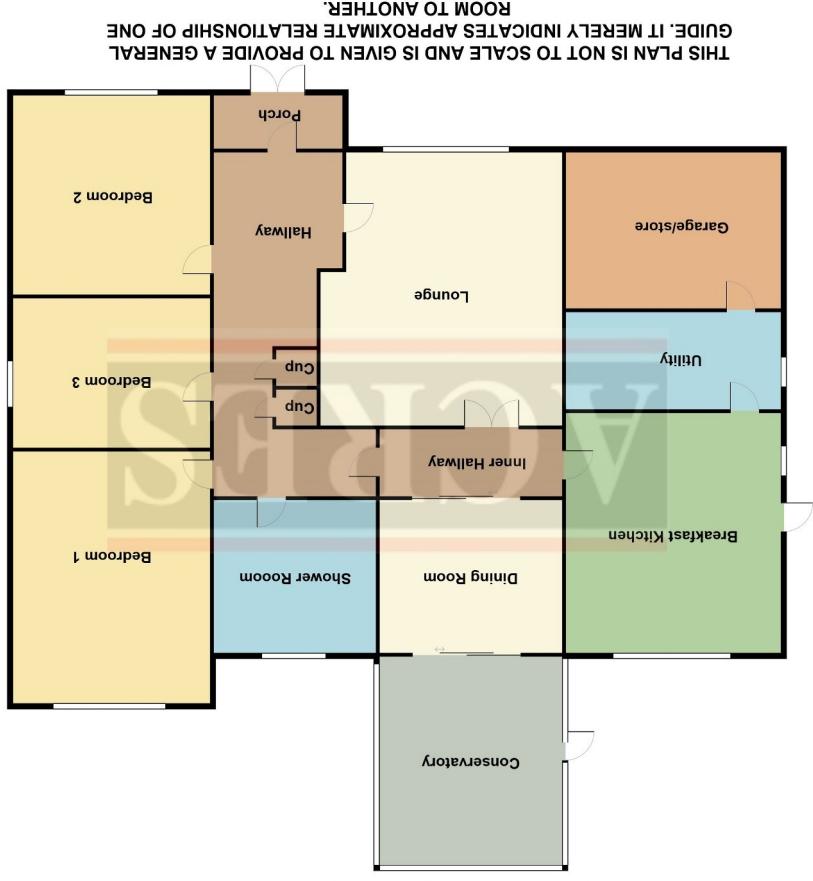 Conservatory
Dining Room
Shower Rooom
Bedroom 1
Breakfast Kitchen
Inner Hallway
ACRES
Cup
Cup
Bedroom 3
Utility
Lounge
Hallway
Garage/store
Bedroom 2
Porch
THIS PLAN IS NOT TO SCALE AND IS GIVEN TO PROVIDE A GENERAL
GUIDE. IT MERELY INDICATES APPROXIMATE RELATIONSHIP OF ONE
ROOM TO ANOTHER.